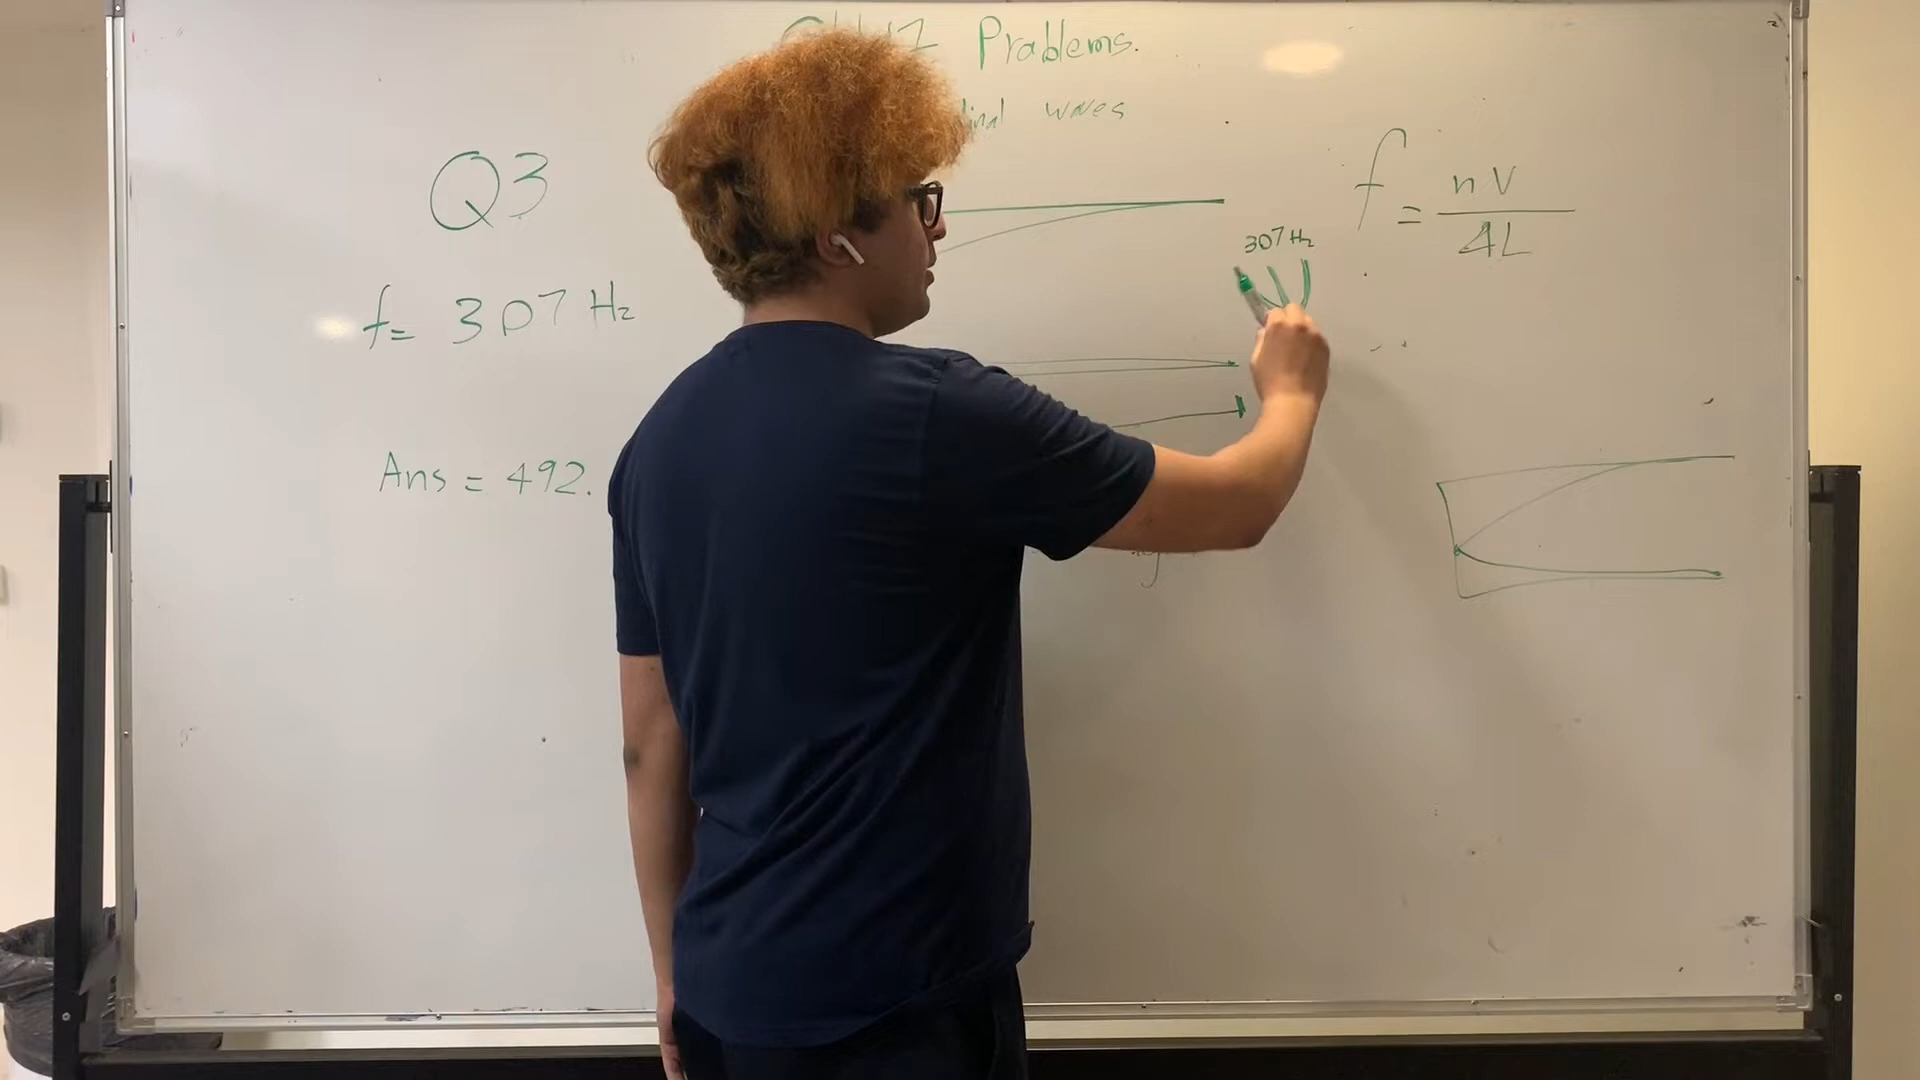 Problems.
waves
Q3
f = 307 Hz
Ans = 492.
307 Hz
f = nV / 4L